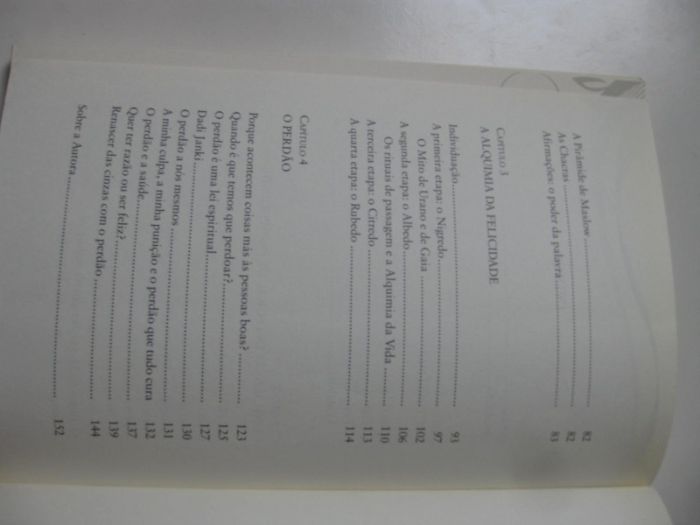 A Pirâmide de Maslow 82
As Chacras 82
Afirmações: o poder da palavra 83
CAPÍTULO 3
A ALQUIMIA DA FELICIDADE
Individuação 93
A primeira etapa: o Nigredo 97
O Mito de Urano e de Gaia 102
A segunda etapa: o Albedo 106
Os rituais de passagem e a Alquimia da Vida 110
A terceira etapa: o Citredo 113
A quarta etapa: o Rubedo 114
CAPÍTULO 4
O PERDÃO
Porque acontecem coisas más às pessoas boas? 123
Quando é que temos que perdoar? 125
O perdão é uma lei espiritual 127
Dadi Janki 130
O perdão a nós mesmos 131
A minha culpa, a minha punição e o perdão que tudo cura 132
O perdão e a saúde 137
Quer ter razão ou ser feliz? 139
Renascer das cinzas com o perdão 144
Sobre a Autora 152